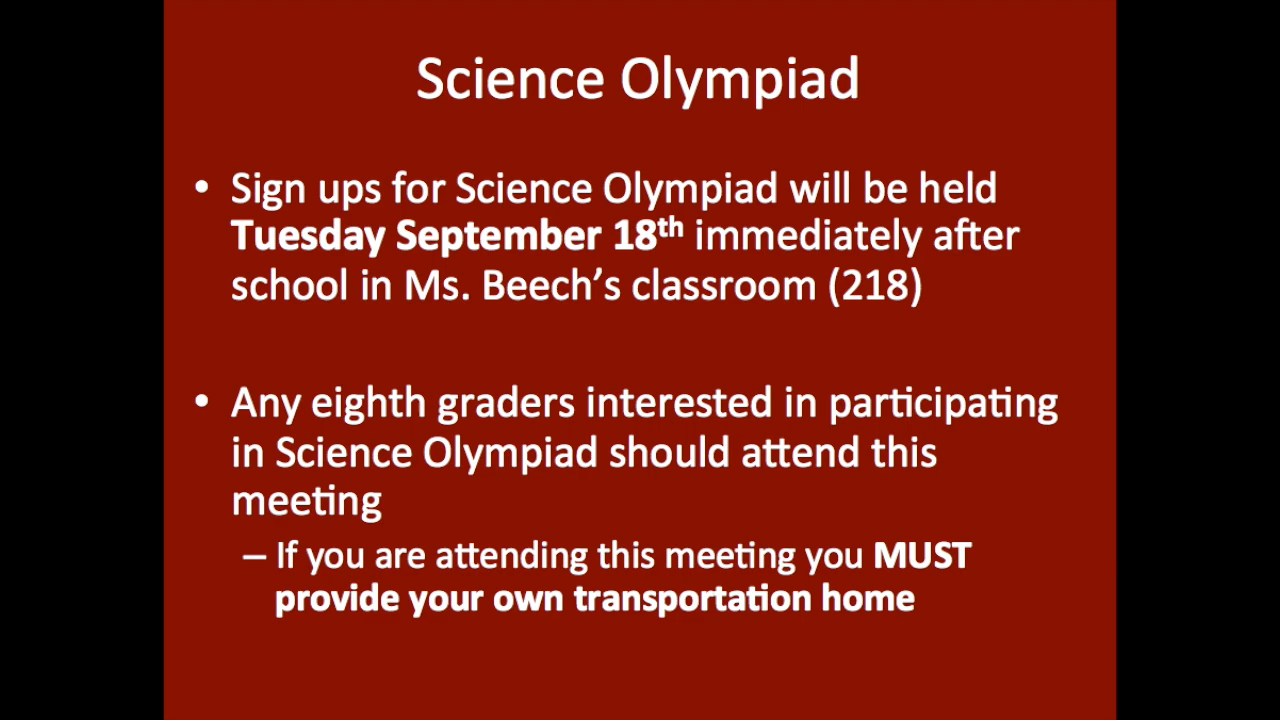 Science Olympiad
• Sign ups for Science Olympiad will be held
Tuesday September 18th immediately after
school in Ms. Beech’s classroom (218)
• Any eighth graders interested in participating
in Science Olympiad should attend this
meeting
– If you are attending this meeting you MUST
provide your own transportation home